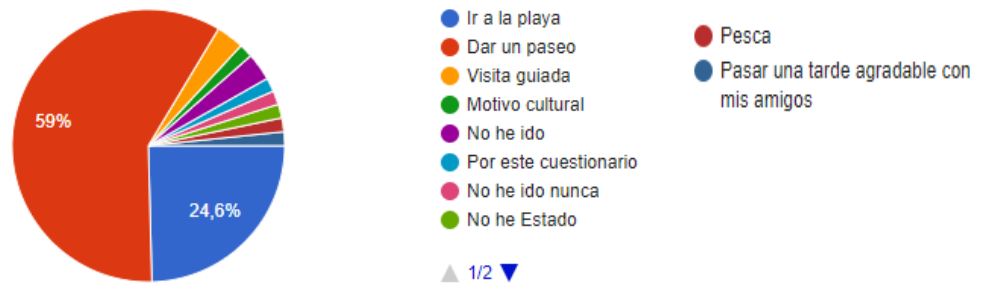 59%
24,6%
Ir a la playa
Dar un paseo
Visita guiada
Motivo cultural
No he ido
Por este cuestionario
No he ido nunca
No he Estado
1/2
Pesca
Pasar una tarde agradable con
mis amigos